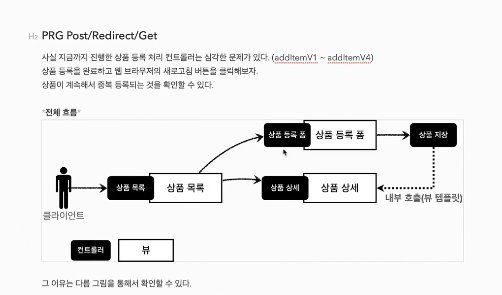 H2 PRG Post/Redirect/Get
사실 지금까지 진행한 상품 등록 처리 컨트롤러는 심각한 문제가 있다. (addItemV1 ~ addItemV4)
상품 등록을 완료하고 웹 브라우저의 새로고침 버튼을 클릭해보자.
상품이 계속해서 중복 등록되는 것을 확인할 수 있다.
*전체 흐름*
상품 등록 폼 상품 등록 폼 상품 저장
상품 목록 상품 목록 상품 상세 상품 상세
내부 호출(뷰 템플릿)
클라이언트
컨트롤러 뷰
그 이유는 다름 그림을 통해서 확인할 수 있다.